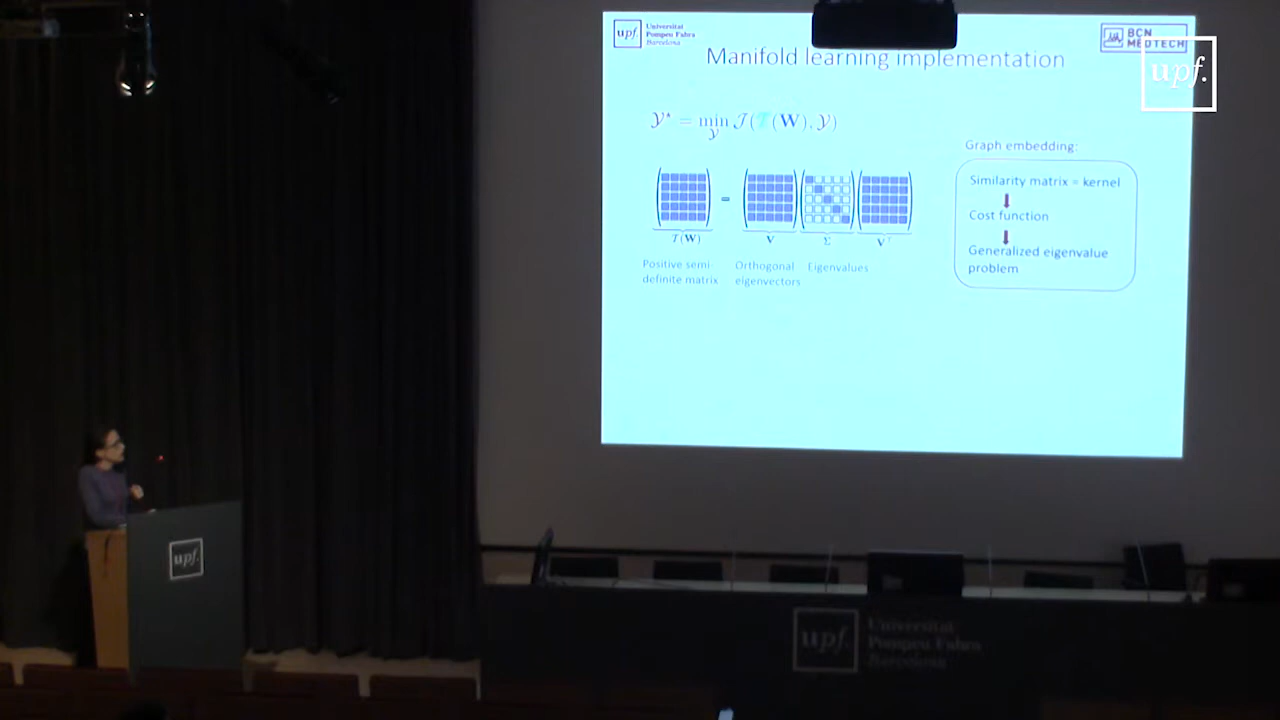 upf.
Universitat
Pompeu Fabra
Barcelona
BCN
MEDTECH
upf.
Manifold learning implementation
𝒴* = min 𝒥(𝒯(W), 𝒴)
𝒴
Graph embedding:
Similarity matrix = kernel
Cost function
Generalized eigenvalue
problem
=
𝒯(W)
V
Σ
Vᵀ
Positive semi-
definite matrix
Orthogonal
eigenvectors
Eigenvalues
upf.
upf.
Universitat
Pompeu Fabra
Barcelona